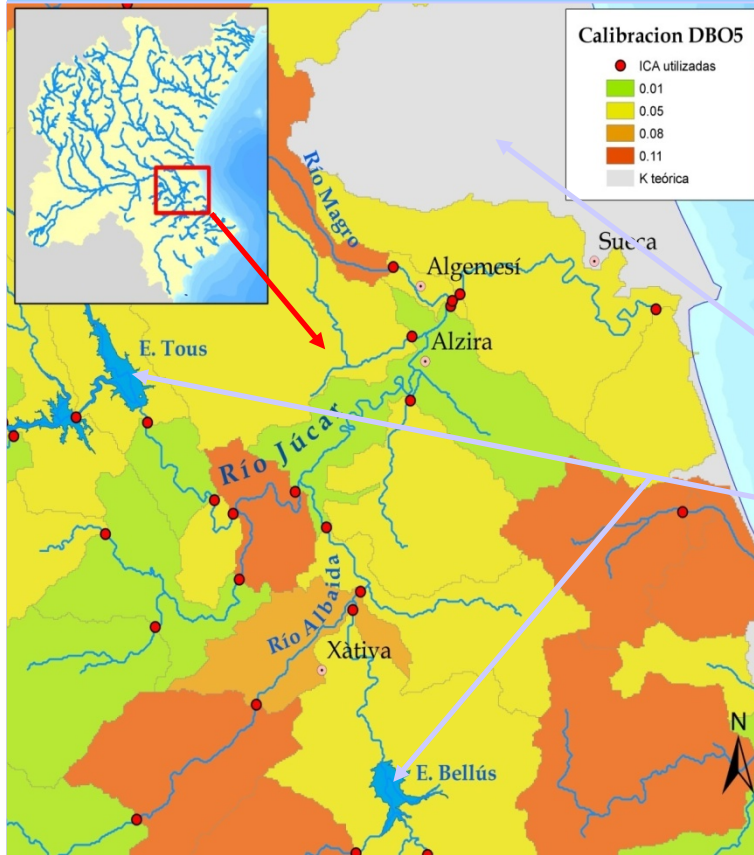 Calibracion DBO5
ICA utilizadas
0.01
0.05
0.08
0.11
K teórica
Río Magro
Sueca
Algemesí
E. Tous
Alzira
Río Júcar
Río Albaida
Xàtiva
E. Bellús
N